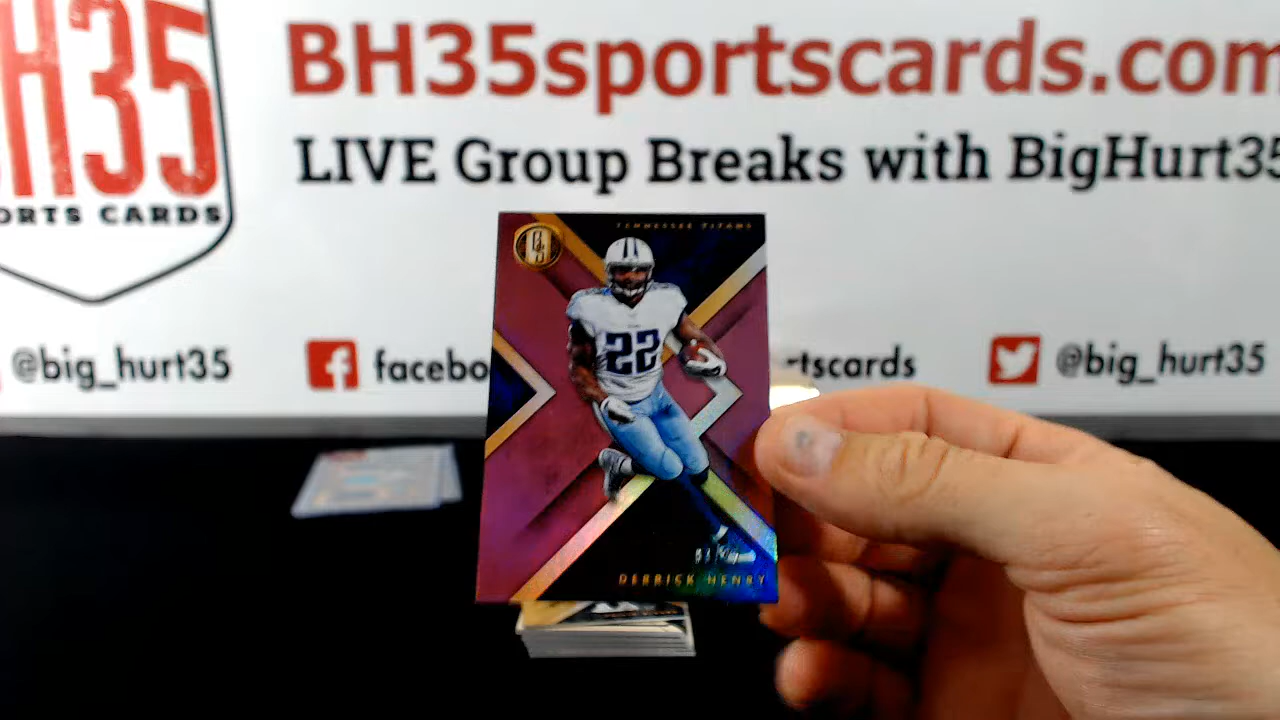 BH35sportscards.com
LIVE Group Breaks with BigHurt35
H35
ORTS CARDS
@big_hurt35
facebo
rtscards
@big_hurt35
TENNESSEE TITANS
GS
22
DERRICK HENRY